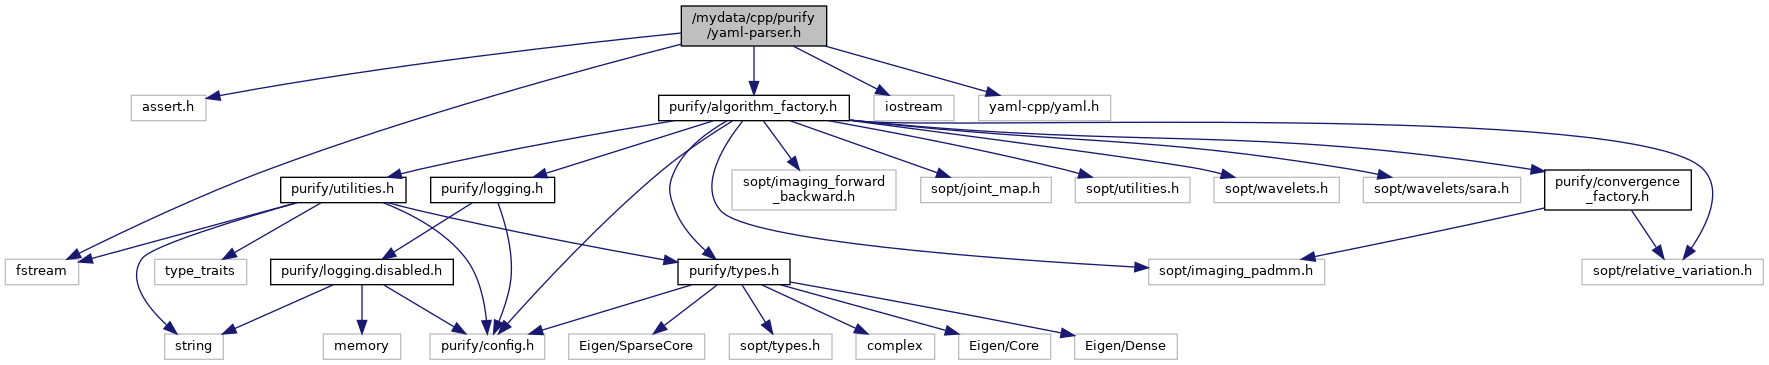 /mydata/cpp/purify
/yaml-parser.h
assert.h
purify/algorithm_factory.h
iostream
yaml-cpp/yaml.h
purify/utilities.h
purify/logging.h
sopt/imaging_forward
_backward.h
sopt/joint_map.h
sopt/utilities.h
sopt/wavelets.h
sopt/wavelets/sara.h
purify/convergence
_factory.h
fstream
type_traits
purify/logging.disabled.h
purify/types.h
sopt/imaging_padmm.h
sopt/relative_variation.h
string
memory
purify/config.h
Eigen/SparseCore
sopt/types.h
complex
Eigen/Core
Eigen/Dense